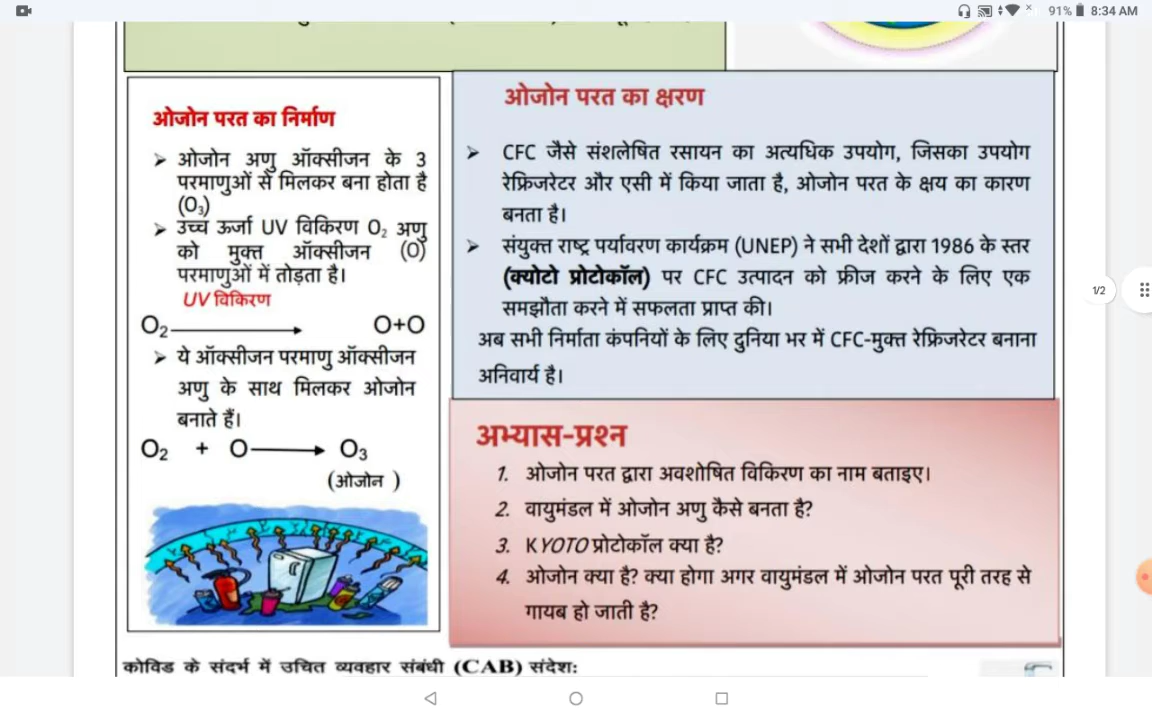 91% 8:34 AM
ओजोन परत का निर्माण
➢ ओजोन अणु ऑक्सीजन के 3
परमाणुओं से मिलकर बना होता है
(O₃)
➢ उच्च ऊर्जा UV विकिरण O₂ अणु
को मुक्त ऑक्सीजन (O)
परमाणुओं में तोड़ता है।
UV विकिरण
O₂ ⟶ O+O
➢ ये ऑक्सीजन परमाणु ऑक्सीजन
अणु के साथ मिलकर ओजोन
बनाते हैं।
O₂ + O ⟶ O₃
(ओजोन )
ओजोन परत का क्षरण
➢ CFC जैसे संशलेषित रसायन का अत्यधिक उपयोग, जिसका उपयोग
रेफ्रिजरेटर और एसी में किया जाता है, ओजोन परत के क्षय का कारण
बनता है।
➢ संयुक्त राष्ट्र पर्यावरण कार्यक्रम (UNEP) ने सभी देशों द्वारा 1986 के स्तर
(क्योटो प्रोटोकॉल) पर CFC उत्पादन को फ्रीज करने के लिए एक
समझौता करने में सफलता प्राप्त की।
अब सभी निर्माता कंपनियों के लिए दुनिया भर में CFC-मुक्त रेफ्रिजरेटर बनाना
अनिवार्य है।
1/2
अभ्यास-प्रश्न
1. ओजोन परत द्वारा अवशोषित विकिरण का नाम बताइए।
2. वायुमंडल में ओजोन अणु कैसे बनता है?
3. KYOTO प्रोटोकॉल क्या है?
4. ओजोन क्या है? क्या होगा अगर वायुमंडल में ओजोन परत पूरी तरह से
गायब हो जाती है?
कोविड के संदर्भ में उचित व्यवहार संबंधी (CAB) संदेश: